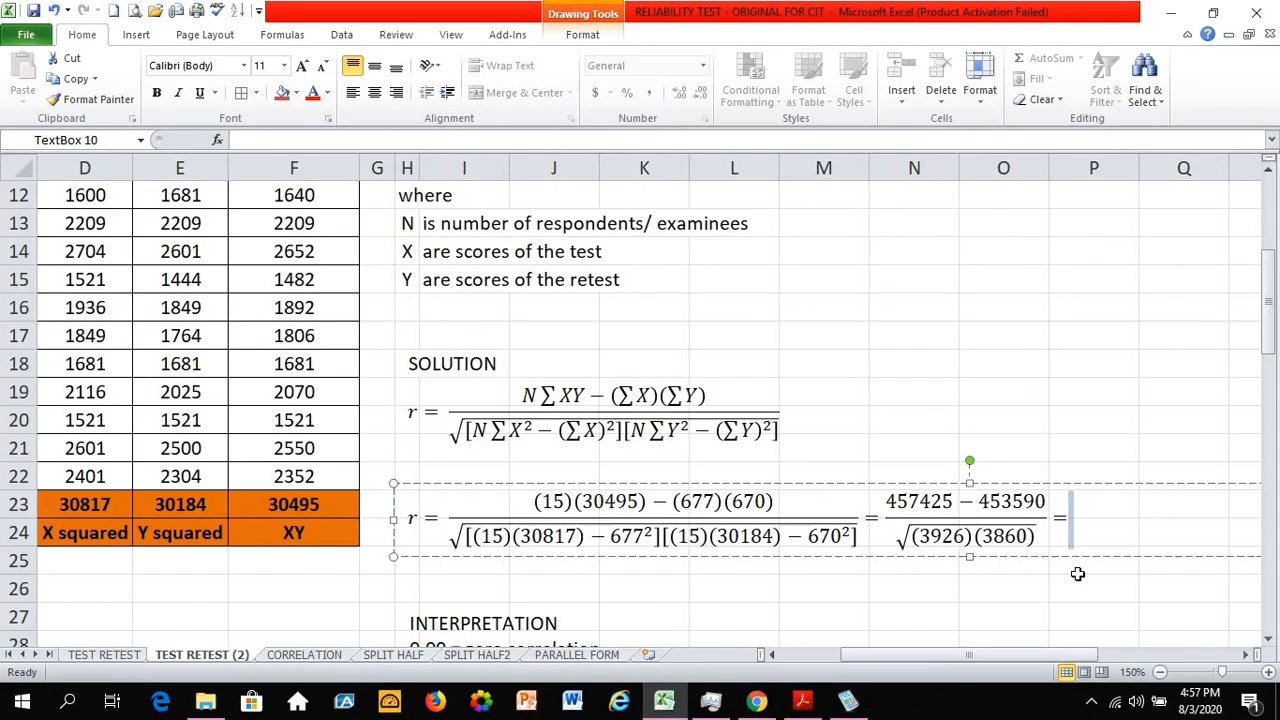 Drawing Tools
RELIABILITY TEST - ORIGINAL FOR CIT - Microsoft Excel (Product Activation Failed)
File Home Insert Page Layout Formulas Data Review View Add-Ins Format
Paste
Cut
Copy
Format Painter
Clipboard
Calibri (Body) 11
B I U A
Font
Wrap Text
Merge & Center
Alignment
General
$ % , .0 .00
Number
Conditional Formatting
Format as Table
Cell Styles
Styles
Insert
Delete
Format
Cells
Σ AutoSum
Fill
Clear
Sort & Filter
Find & Select
Editing
TextBox 10 fx
D E F G H I J K L M N O P Q
12 1600 1681 1640 where
13 2209 2209 2209 N is number of respondents/ examinees
14 2704 2601 2652 X are scores of the test
15 1521 1444 1482 Y are scores of the retest
16 1936 1849 1892
17 1849 1764 1806
18 1681 1681 1681 SOLUTION
19 2116 2025 2070 N ∑ XY − (∑ X)(∑ Y)
r =
20 1521 1521 1521 √[N ∑ X² − (∑ X)²][N ∑ Y² − (∑ Y)²]
21 2601 2500 2550
22 2401 2304 2352
23 30817 30184 30495 (15)(30495) − (677)(670) 457425 − 453590
r = = =
24 X squared Y squared XY √[(15)(30817) − 677²][(15)(30184) − 670²] √(3926)(3860)
25
26
27 INTERPRETATION
28
TEST RETEST TEST RETEST (2) CORRELATION SPLIT HALF SPLIT HALF2 PARALLEL FORM
Ready 150%
4:57 PM
8/3/2020